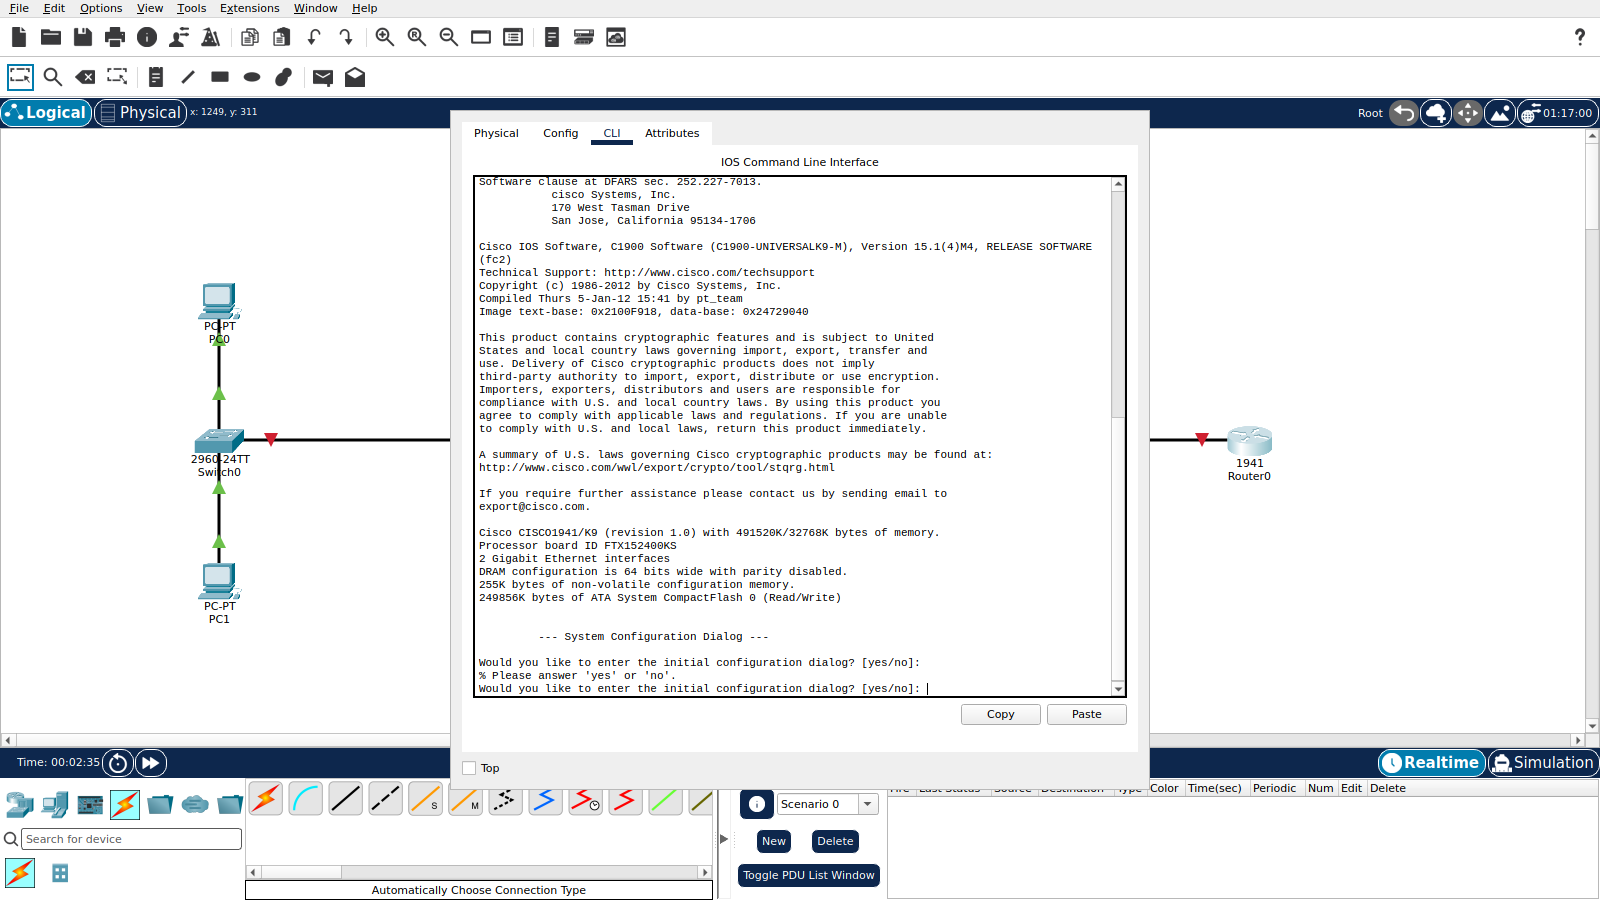 File Edit Options View Tools Extensions Window Help
Logical Physical x: 1249, y: 311 Root 01:17:00
Physical Config CLI Attributes
IOS Command Line Interface
Software clause at DFARS sec. 252.227-7013.
cisco Systems, Inc.
170 West Tasman Drive
San Jose, California 95134-1706
Cisco IOS Software, C1900 Software (C1900-UNIVERSALK9-M), Version 15.1(4)M4, RELEASE SOFTWARE
(fc2)
Technical Support: http://www.cisco.com/techsupport
Copyright (c) 1986-2012 by Cisco Systems, Inc.
Compiled Thurs 5-Jan-12 15:41 by pt_team
Image text-base: 0x2100F918, data-base: 0x24729040
This product contains cryptographic features and is subject to United
States and local country laws governing import, export, transfer and
use. Delivery of Cisco cryptographic products does not imply
third-party authority to import, export, distribute or use encryption.
Importers, exporters, distributors and users are responsible for
compliance with U.S. and local country laws. By using this product you
agree to comply with applicable laws and regulations. If you are unable
to comply with U.S. and local laws, return this product immediately.
A summary of U.S. laws governing Cisco cryptographic products may be found at:
http://www.cisco.com/wwl/export/crypto/tool/stqrg.html
If you require further assistance please contact us by sending email to
export@cisco.com.
Cisco CISCO1941/K9 (revision 1.0) with 491520K/32768K bytes of memory.
Processor board ID FTX152400KS
2 Gigabit Ethernet interfaces
DRAM configuration is 64 bits wide with parity disabled.
255K bytes of non-volatile configuration memory.
249856K bytes of ATA System CompactFlash 0 (Read/Write)
--- System Configuration Dialog ---
Would you like to enter the initial configuration dialog? [yes/no]:
% Please answer 'yes' or 'no'.
Would you like to enter the initial configuration dialog? [yes/no]:
Copy Paste
Top
PC-PT
PC0
2960-24TT
Switch0
PC-PT
PC1
1941
Router0
Time: 00:02:35 Realtime Simulation
Search for device
S
M
Automatically Choose Connection Type
Scenario 0
New Delete
Toggle PDU List Window
Fire Last Status Source Destination Type Color Time(sec) Periodic Num Edit Delete